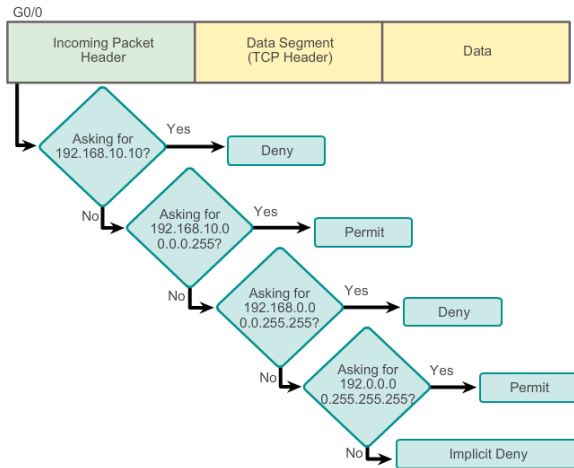 G0/0
Incoming Packet
Header
Data Segment
(TCP Header)
Data
Asking for
192.168.10.10?
Yes
Deny
No
Asking for
192.168.10.0
0.0.0.255?
Yes
Permit
No
Asking for
192.168.0.0
0.0.255.255?
Yes
Deny
No
Asking for
192.0.0.0
0.255.255.255?
Yes
Permit
No
Implicit Deny